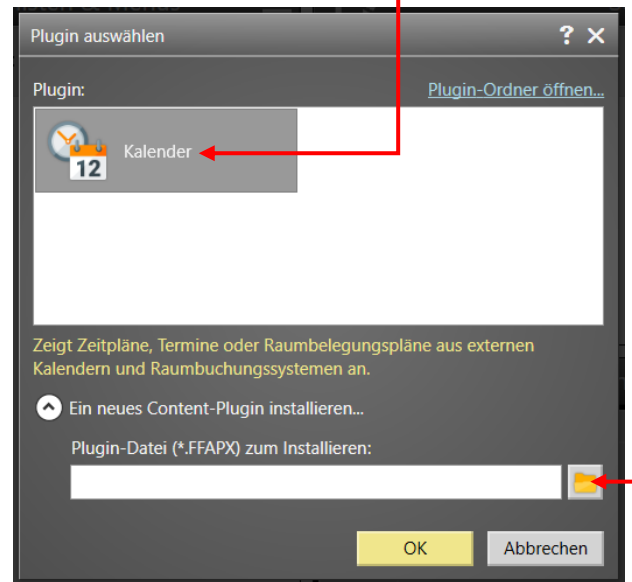 Plugin auswählen ? ✕
Plugin: Plugin-Ordner öffnen...
Kalender
12
Zeigt Zeitpläne, Termine oder Raumbelegungspläne aus externen
Kalendern und Raumbuchungssystemen an.
Ein neues Content-Plugin installieren...
Plugin-Datei (*.FFAPX) zum Installieren:
OK Abbrechen